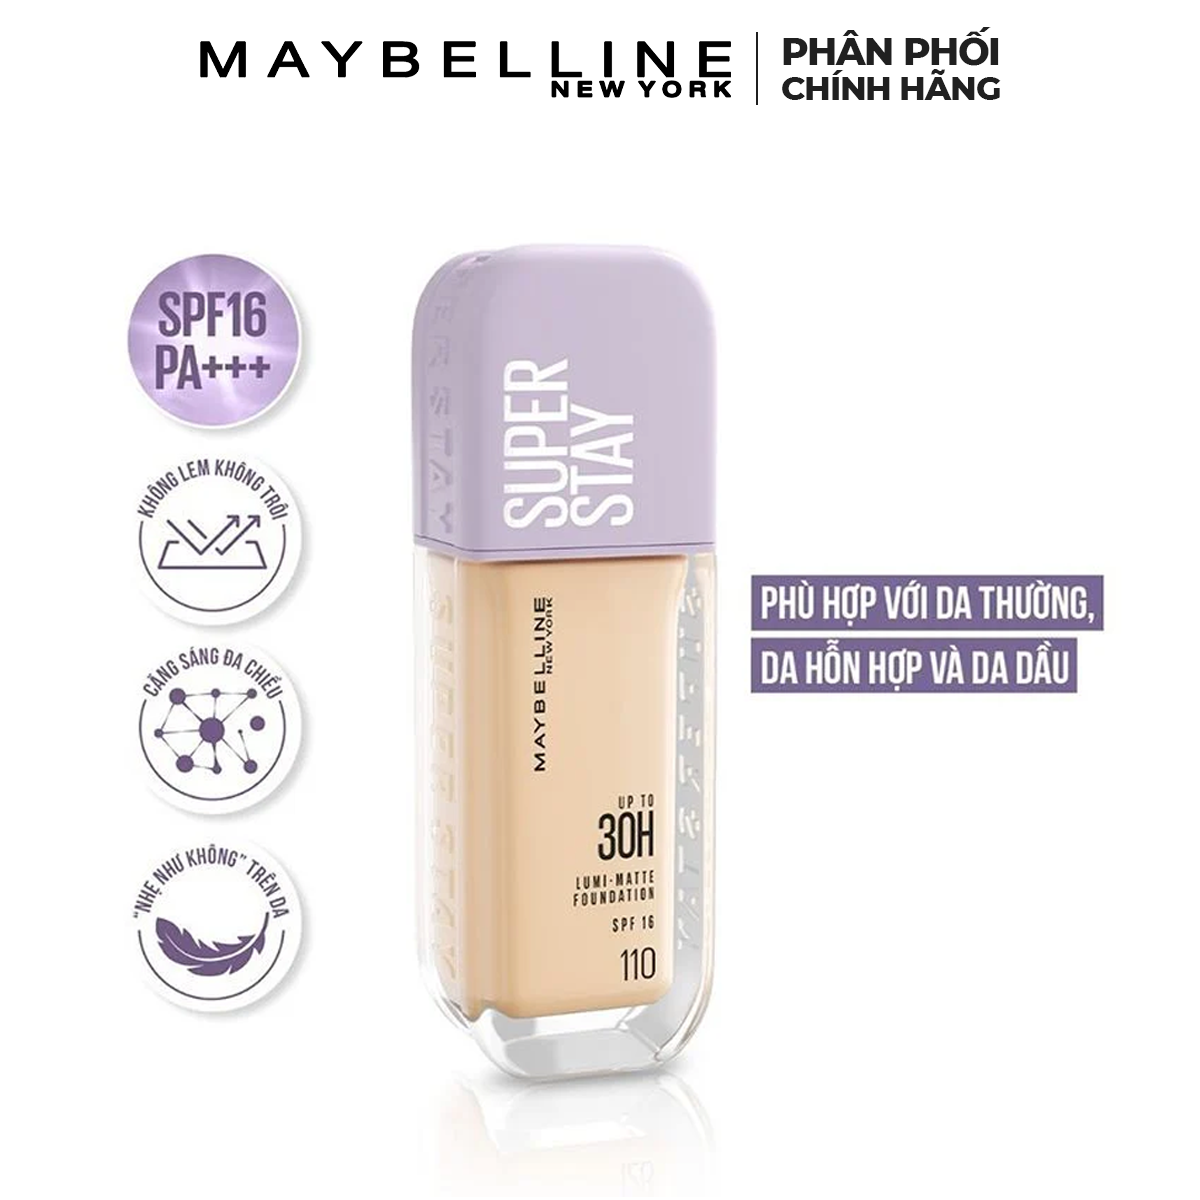 MAYBELLINE
NEW YORK
PHÂN PHỐI
CHÍNH HÃNG
SPF16
PA+++
KHÔNG LEM KHÔNG TRÔI
CĂNG SÁNG ĐA CHIỀU
"NHẸ NHƯ KHÔNG" TRÊN DA
SUPER
STAY
SUPER STAY
MAYBELLINE
NEW YORK
UP TO
30H
LUMI-MATTE
FOUNDATION
SPF 16
110
PHÙ HỢP VỚI DA THƯỜNG,
DA HỖN HỢP VÀ DA DẦU